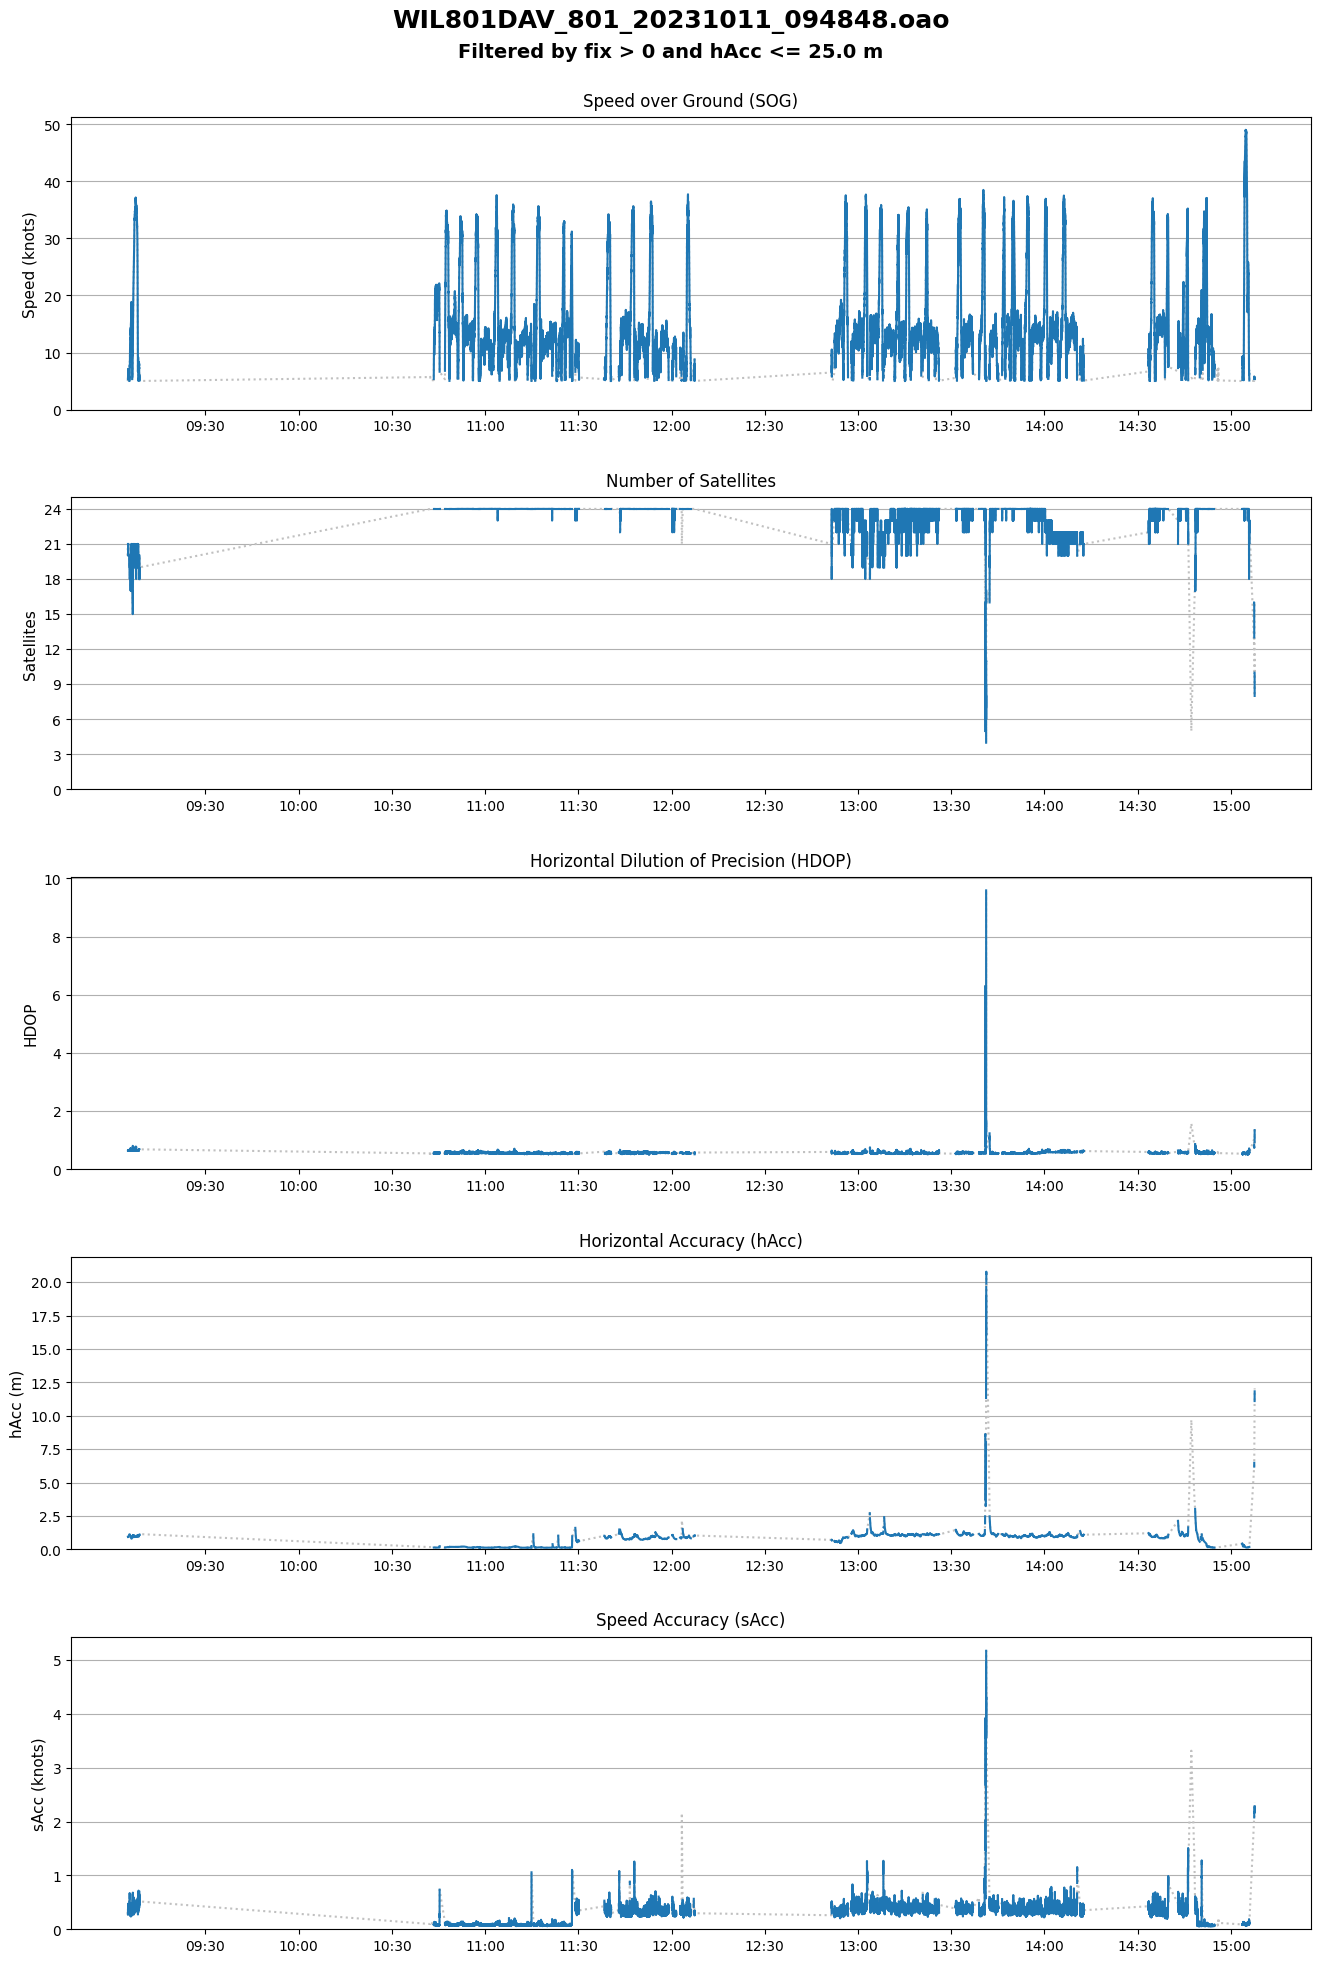 WIL801DAV_801_20231011_094848.oao
Filtered by fix > 0 and hAcc <= 25.0 m
Speed over Ground (SOG)
Speed (knots)
50
40
30
20
10
0
09:30 10:00 10:30 11:00 11:30 12:00 12:30 13:00 13:30 14:00 14:30 15:00
Number of Satellites
Satellites
24
21
18
15
12
9
6
3
0
09:30 10:00 10:30 11:00 11:30 12:00 12:30 13:00 13:30 14:00 14:30 15:00
Horizontal Dilution of Precision (HDOP)
HDOP
10
8
6
4
2
0
09:30 10:00 10:30 11:00 11:30 12:00 12:30 13:00 13:30 14:00 14:30 15:00
Horizontal Accuracy (hAcc)
hAcc (m)
20.0
17.5
15.0
12.5
10.0
7.5
5.0
2.5
0.0
09:30 10:00 10:30 11:00 11:30 12:00 12:30 13:00 13:30 14:00 14:30 15:00
Speed Accuracy (sAcc)
sAcc (knots)
5
4
3
2
1
0
09:30 10:00 10:30 11:00 11:30 12:00 12:30 13:00 13:30 14:00 14:30 15:00